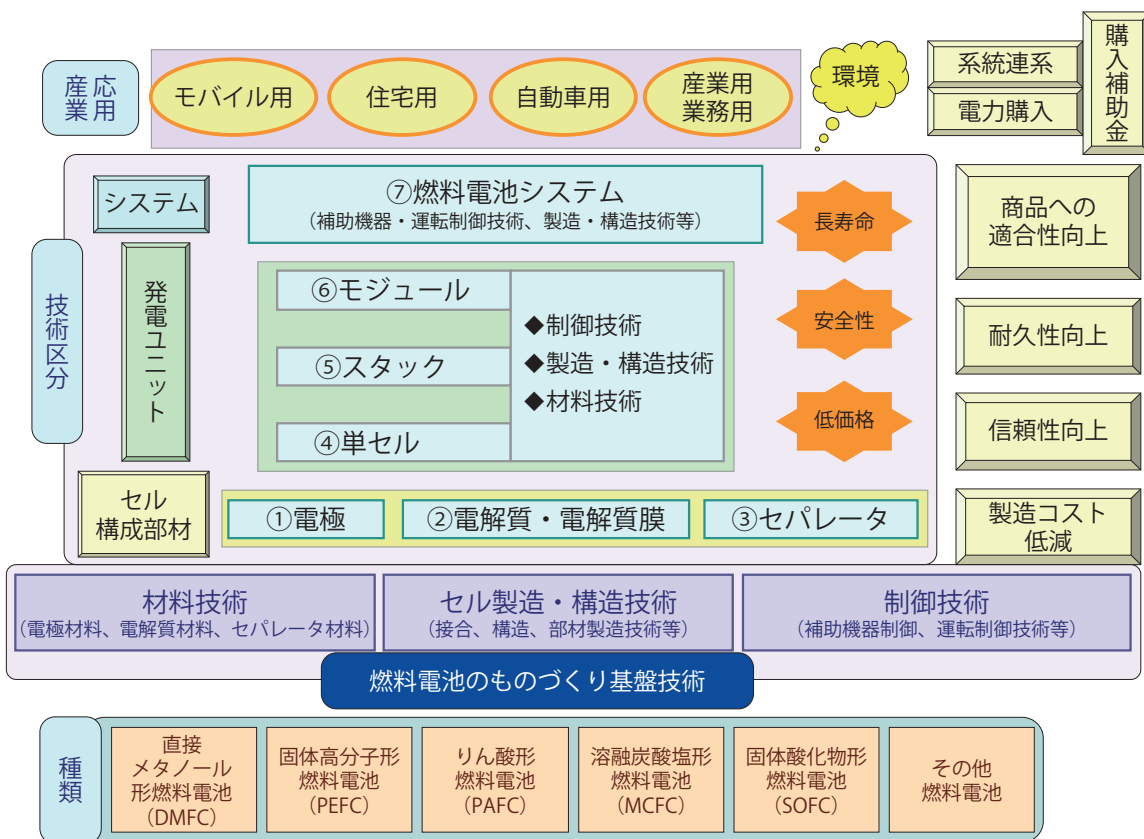 産業
応用
モバイル用
住宅用
自動車用
産業用
業務用
環境
系統連系
電力購入
購入補助金
技術区分
システム
⑦燃料電池システム
（補助機器・運転制御技術、製造・構造技術等）
長寿命
商品への
適合性向上
発電ユニット
⑥モジュール
⑤スタック
④単セル
◆制御技術
◆製造・構造技術
◆材料技術
安全性
耐久性向上
低価格
信頼性向上
セル
構成部材
①電極
②電解質・電解質膜
③セパレータ
製造コスト
低減
材料技術
（電極材料、電解質材料、セパレータ材料）
セル製造・構造技術
（接合、構造、部材製造技術等）
制御技術
（補助機器制御、運転制御技術等）
燃料電池のものづくり基盤技術
種類
直接
メタノール
形燃料電池
（DMFC）
固体高分子形
燃料電池
（PEFC）
りん酸形
燃料電池
（PAFC）
溶融炭酸塩形
燃料電池
（MCFC）
固体酸化物形
燃料電池
（SOFC）
その他
燃料電池